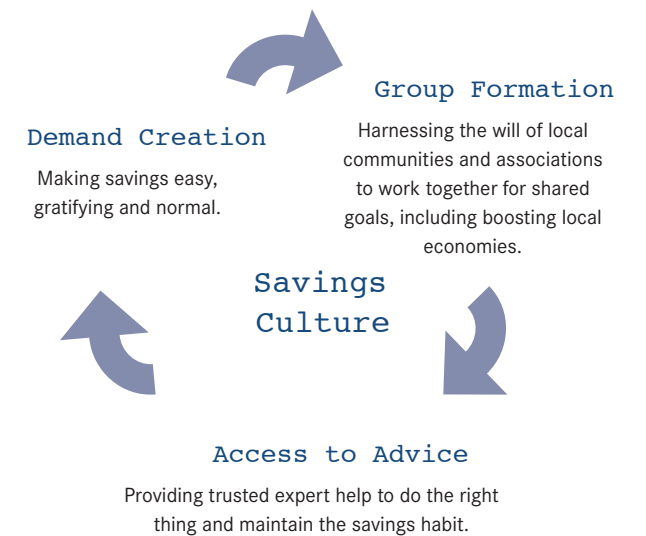 Group Formation
Harnessing the will of local
communities and associations
to work together for shared
goals, including boosting local
economies.
Demand Creation
Making savings easy,
gratifying and normal.
Savings
Culture
Access to Advice
Providing trusted expert help to do the right
thing and maintain the savings habit.